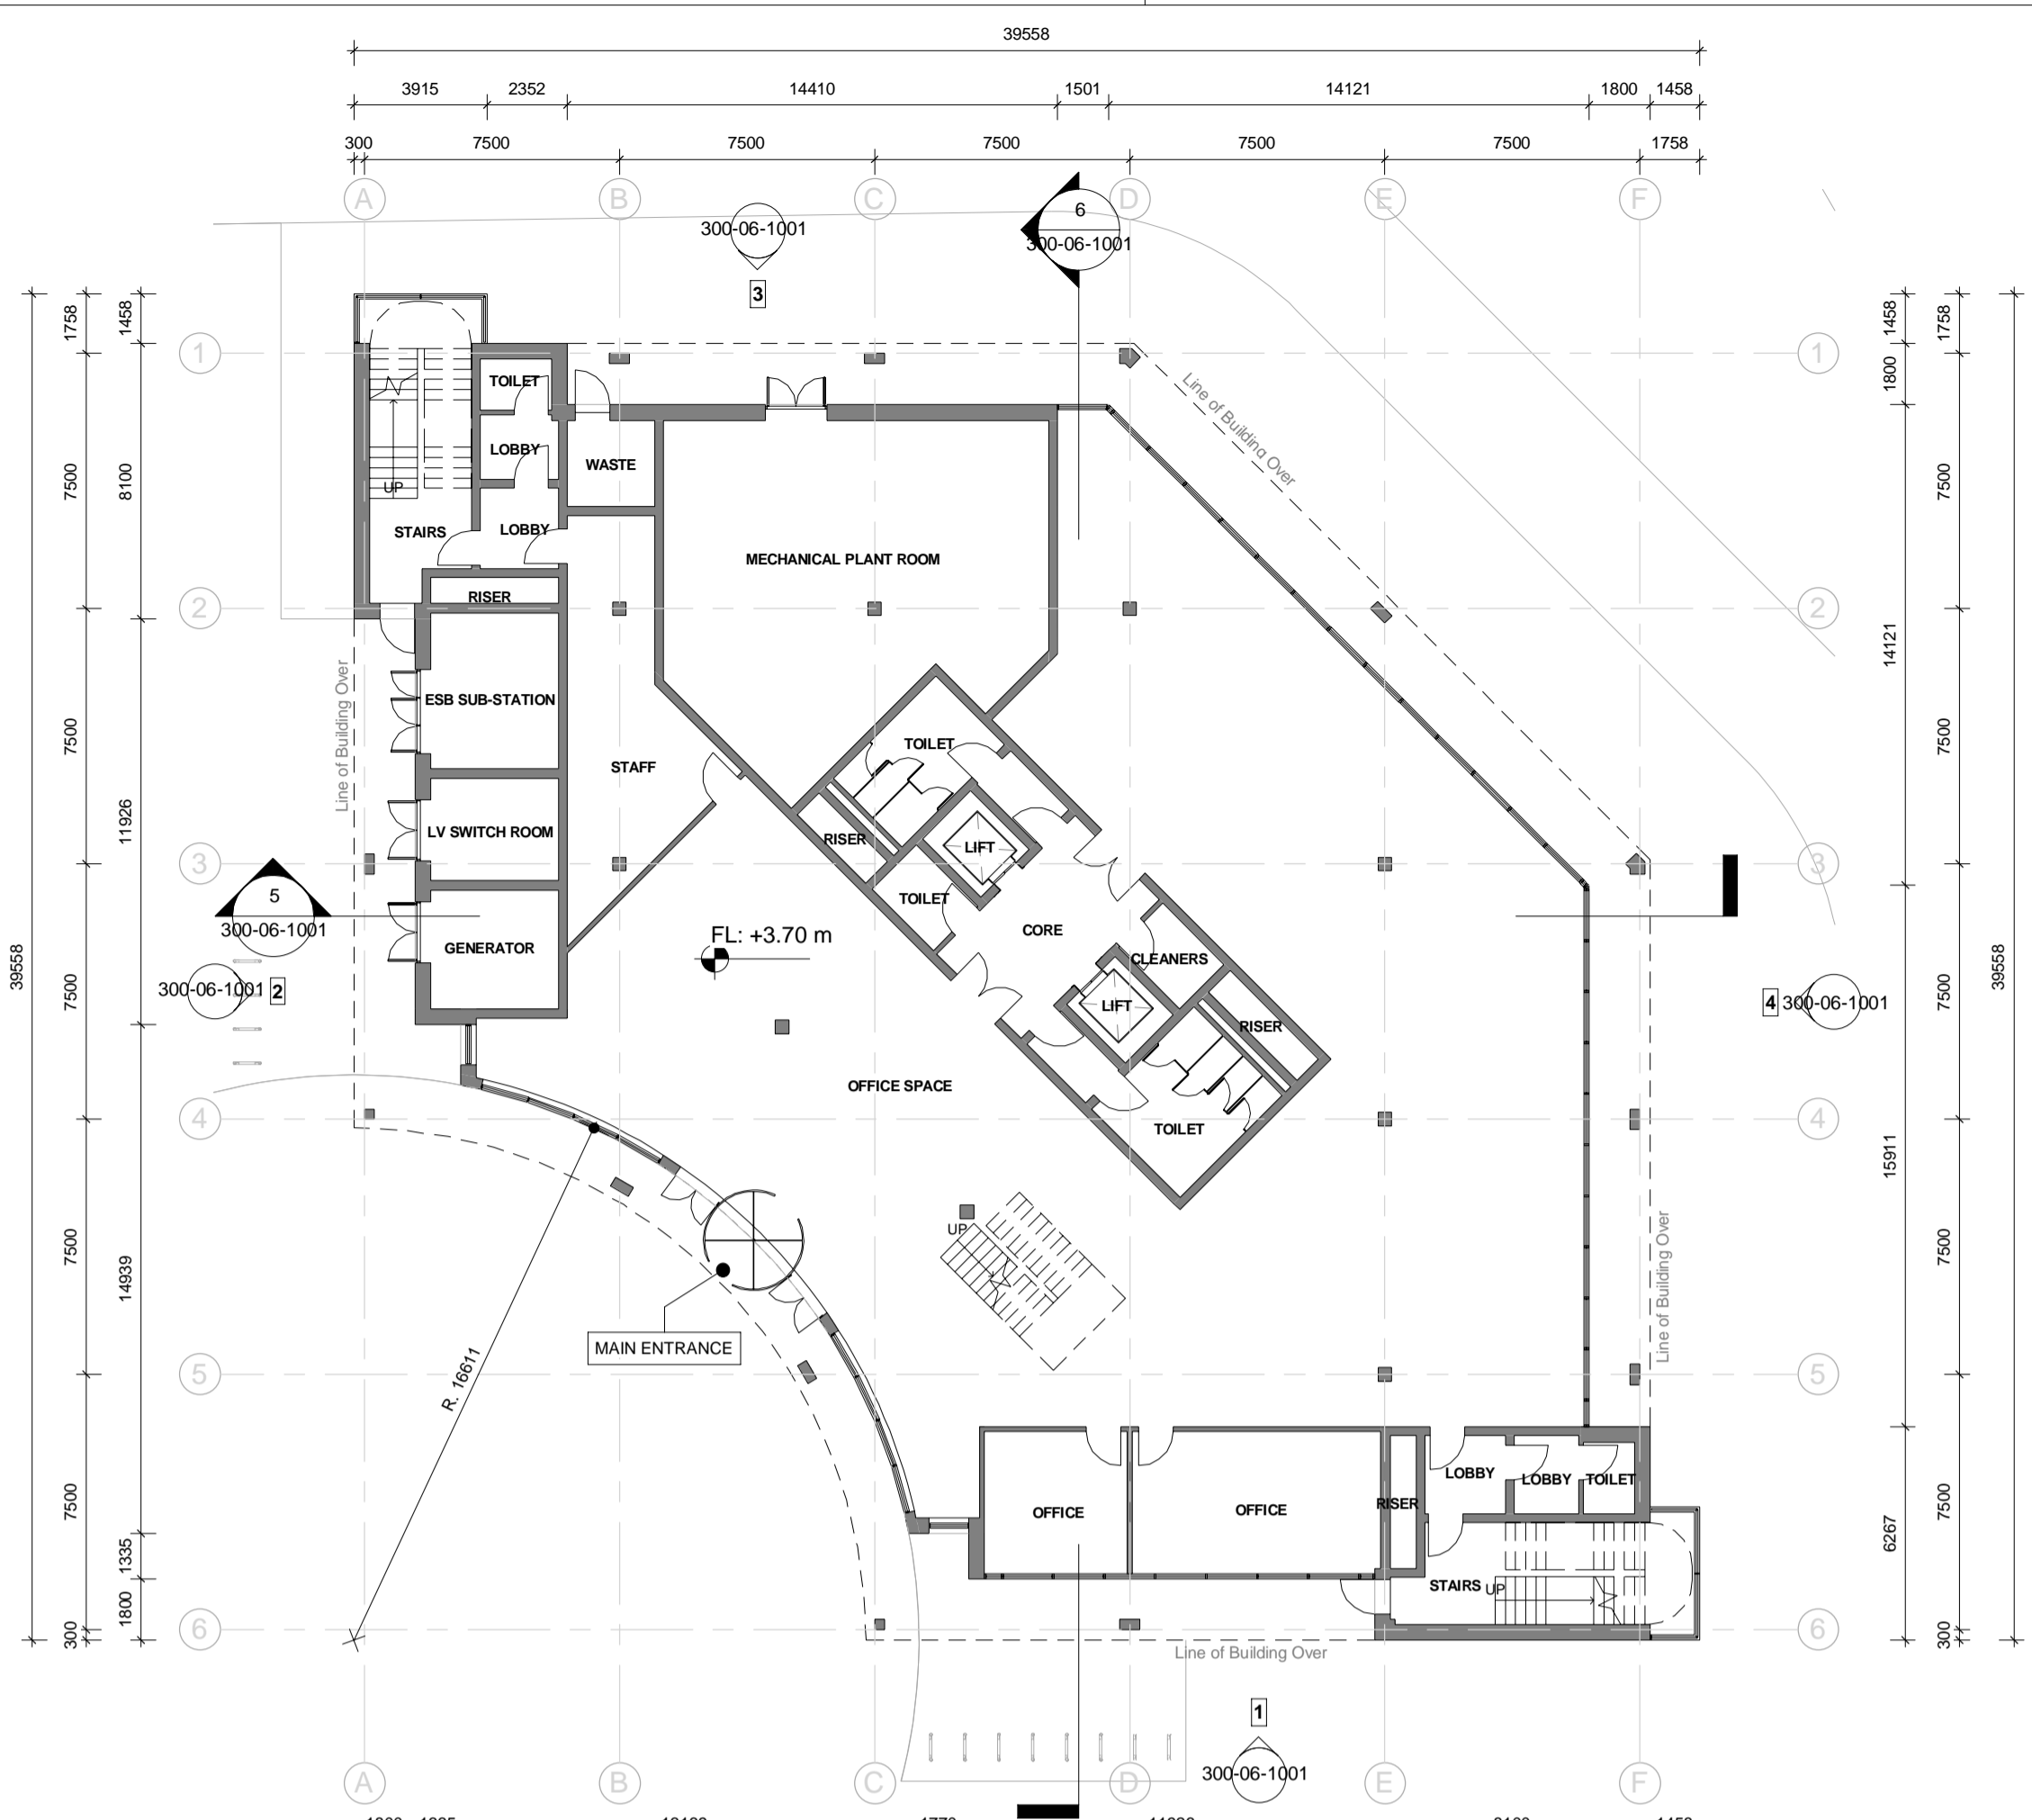 39558
3915 2352 14410 1501 14121 1800 1458
300 7500 7500 7500 7500 7500 1758
A B C D E F
6
300-06-1001
300-06-1001
3
1758 1458
1458 1758
1 1
1800
Line of Building Over
TOILET
LOBBY
WASTE
7500 8100
7500
UP
STAIRS
LOBBY
MECHANICAL PLANT ROOM
RISER
2 2
14121
Line of Building Over
ESB SUB-STATION
7500
7500
TOILET
STAFF
11926
LV SWITCH ROOM
RISER
LIFT
3 3
5
300-06-1001
TOILET
CORE
FL: +3.70 m
GENERATOR
CLEANERS
39558
39558
7500
7500
300-06-1001 2
4 300-06-1001
LIFT
RISER
OFFICE SPACE
4 4
TOILET
15911
UP
7500
7500
14939
Line of Building Over
MAIN ENTRANCE
R. 16611
5 5
LOBBY
LOBBY
TOILET
RISER
OFFICE
OFFICE
7500
7500
1335
6267
STAIRS
UP
1800
300
300
6 6
Line of Building Over
1
300-06-1001
A B C D E F